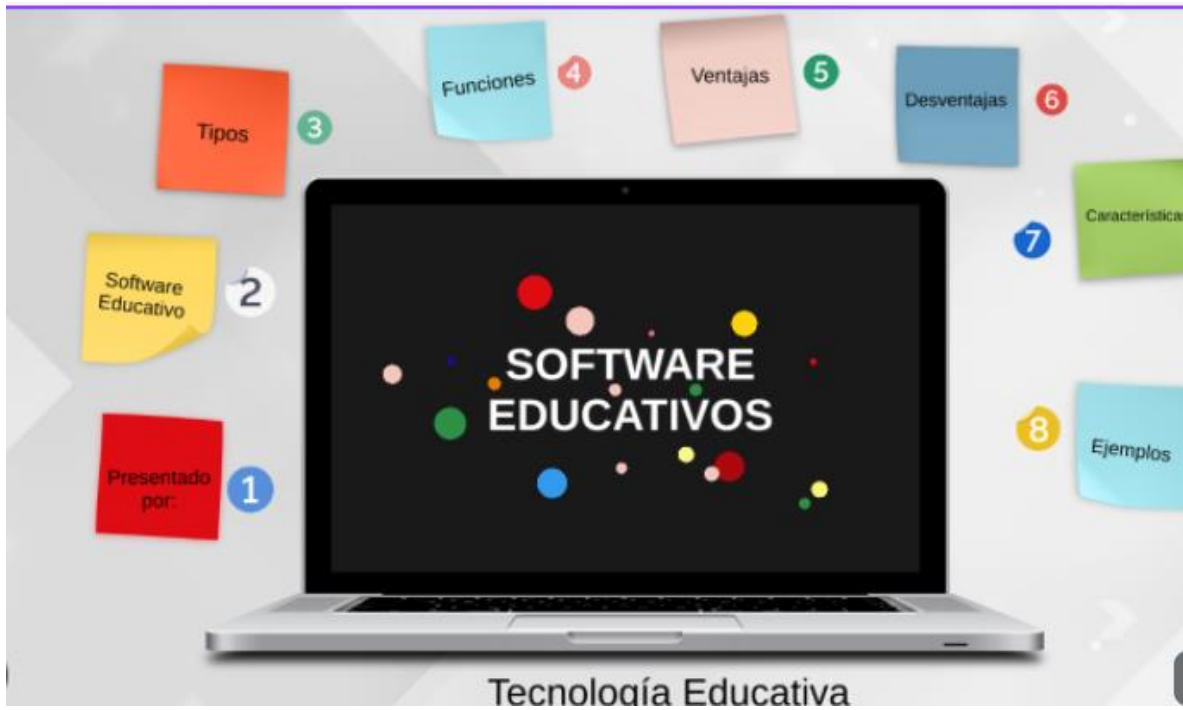 Presentado
por:
1
Software
Educativo
2
Tipos
3
Funciones
4
Ventajas
5
Desventajas
6
Característica
7
Ejemplos
8
SOFTWARE
EDUCATIVOS
Tecnología Educativa